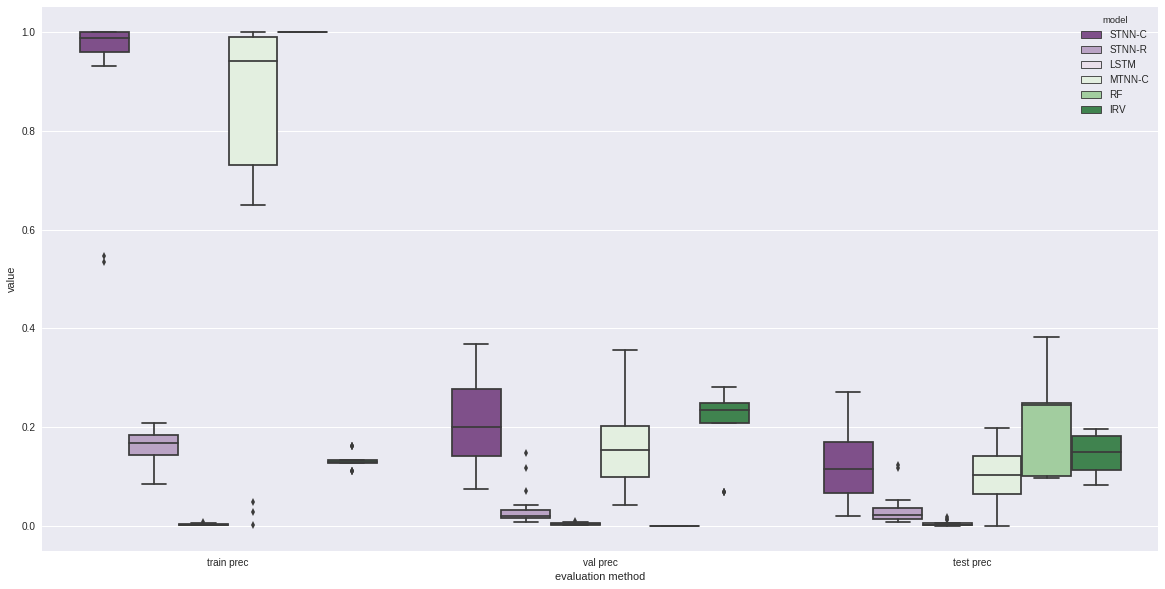 model
STNN-C
STNN-R
LSTM
MTNN-C
RF
IRV
value
1.0
0.8
0.6
0.4
0.2
0.0
train prec
val prec
test prec
evaluation method